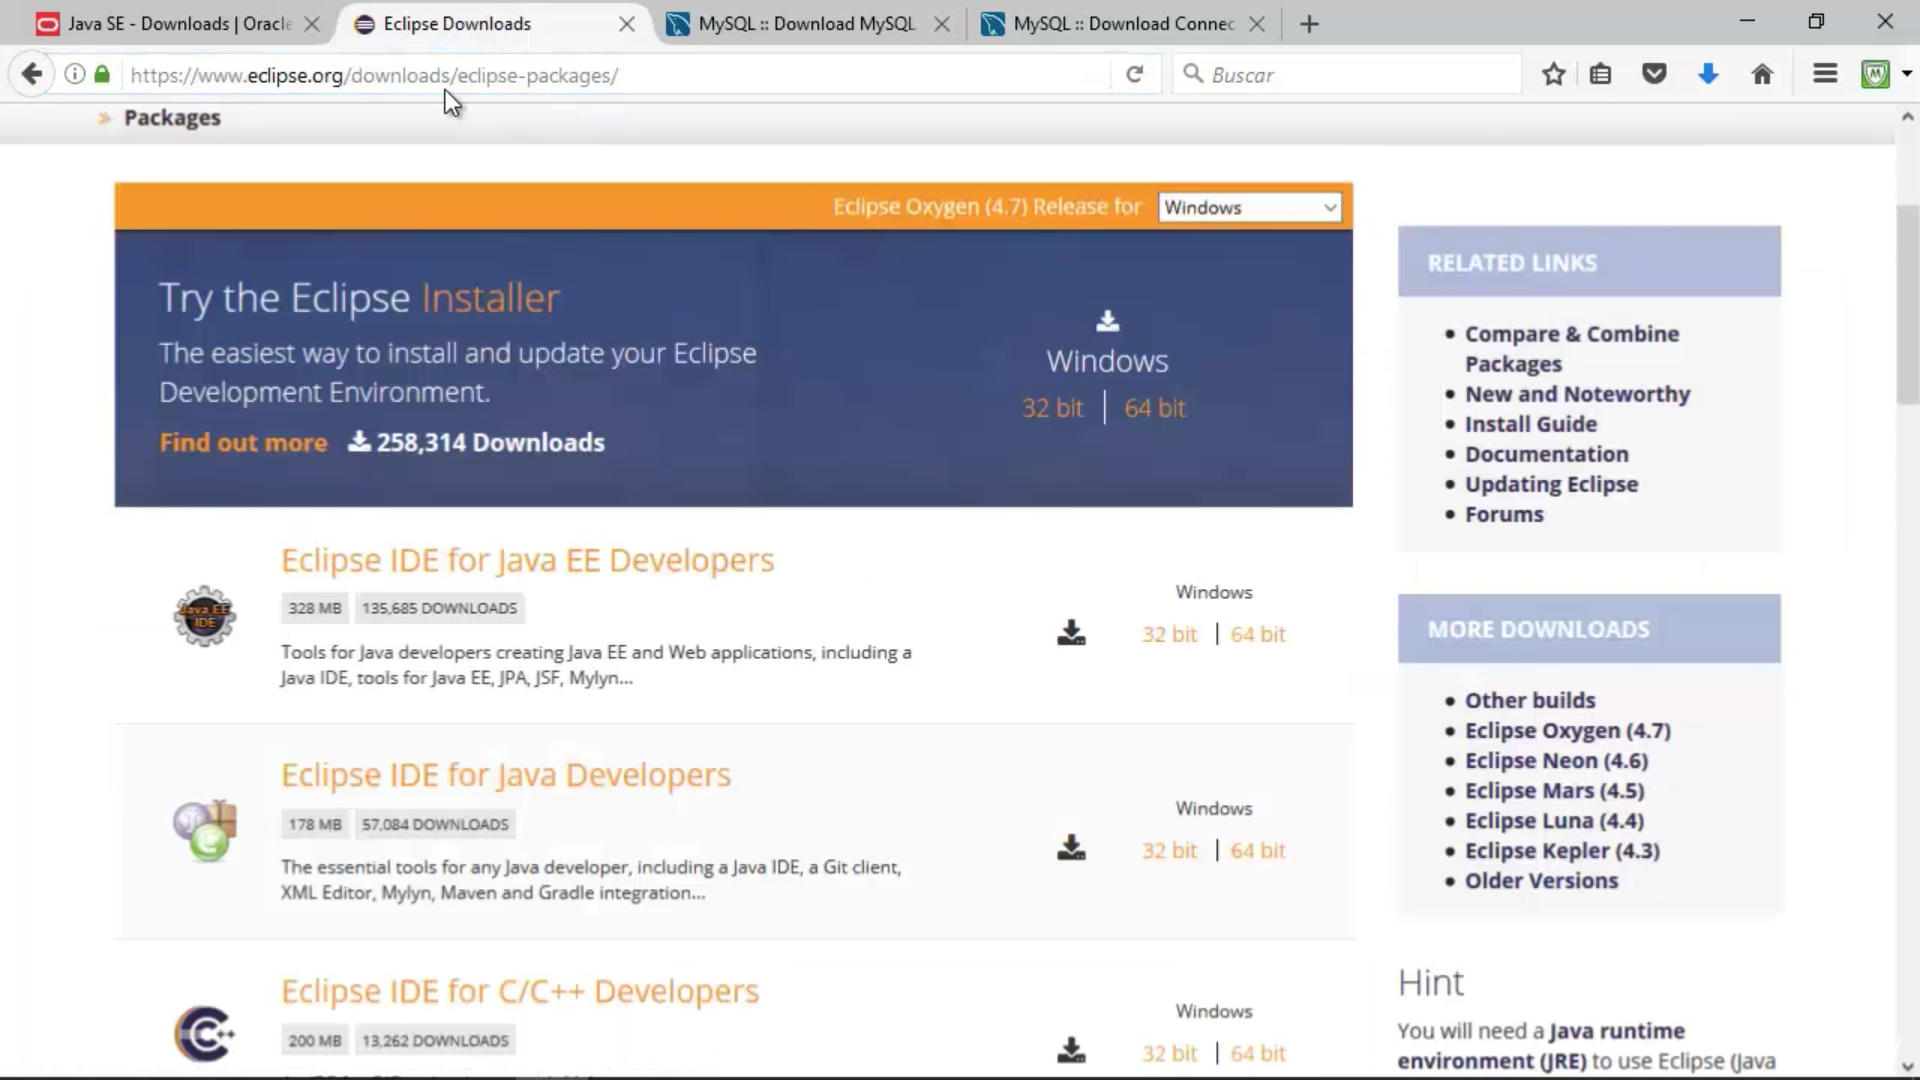 Java SE - Downloads | Oracle
Eclipse Downloads
MySQL :: Download MySQL
MySQL :: Download Connec
https://www.eclipse.org/downloads/eclipse-packages/
Buscar
Packages
Eclipse Oxygen (4.7) Release for
Windows
Try the Eclipse Installer
The easiest way to install and update your Eclipse
Development Environment.
Find out more
258,314 Downloads
Windows
32 bit | 64 bit
Eclipse IDE for Java EE Developers
328 MB
135,685 DOWNLOADS
Tools for Java developers creating Java EE and Web applications, including a
Java IDE, tools for Java EE, JPA, JSF, Mylyn...
Windows
32 bit | 64 bit
Java EE
IDE
Eclipse IDE for Java Developers
178 MB
57,084 DOWNLOADS
The essential tools for any Java developer, including a Java IDE, a Git client,
XML Editor, Mylyn, Maven and Gradle integration...
Windows
32 bit | 64 bit
Eclipse IDE for C/C++ Developers
200 MB
13,262 DOWNLOADS
Windows
32 bit | 64 bit
RELATED LINKS
Compare & Combine
Packages
New and Noteworthy
Install Guide
Documentation
Updating Eclipse
Forums
MORE DOWNLOADS
Other builds
Eclipse Oxygen (4.7)
Eclipse Neon (4.6)
Eclipse Mars (4.5)
Eclipse Luna (4.4)
Eclipse Kepler (4.3)
Older Versions
Hint
You will need a Java runtime
environment (JRE) to use Eclipse (Java